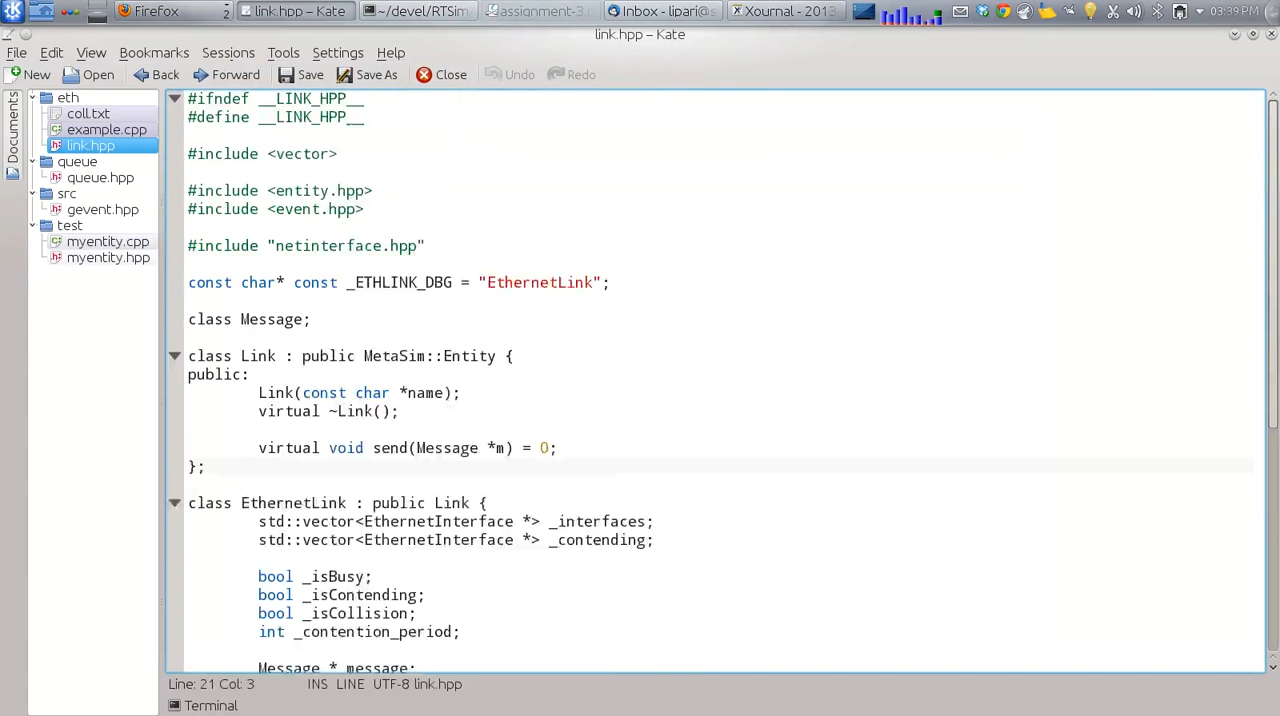 Firefox 2 link.hpp – Kate ~/devel/RTSim assignment-3. Inbox - lipari@ Xournal - 2013 03:39 PM
link.hpp – Kate
File Edit View Bookmarks Sessions Tools Settings Help
New Open Back Forward Save Save As Close Undo Redo
Documents
eth
coll.txt
example.cpp
link.hpp
queue
queue.hpp
src
gevent.hpp
test
myentity.cpp
myentity.hpp
#ifndef __LINK_HPP__
#define __LINK_HPP__
#include <vector>
#include <entity.hpp>
#include <event.hpp>
#include "netinterface.hpp"
const char* const _ETHLINK_DBG = "EthernetLink";
class Message;
class Link : public MetaSim::Entity {
public:
Link(const char *name);
virtual ~Link();
virtual void send(Message *m) = 0;
};
class EthernetLink : public Link {
std::vector<EthernetInterface *> _interfaces;
std::vector<EthernetInterface *> _contending;
bool _isBusy;
bool _isContending;
bool _isCollision;
int _contention_period;
Message *_message;
Line: 21 Col: 3 INS LINE UTF-8 link.hpp
Terminal